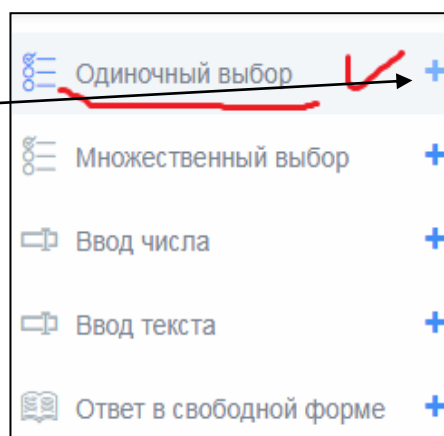 Одиночный выбор
Множественный выбор
Ввод числа
Ввод текста
Ответ в свободной форме